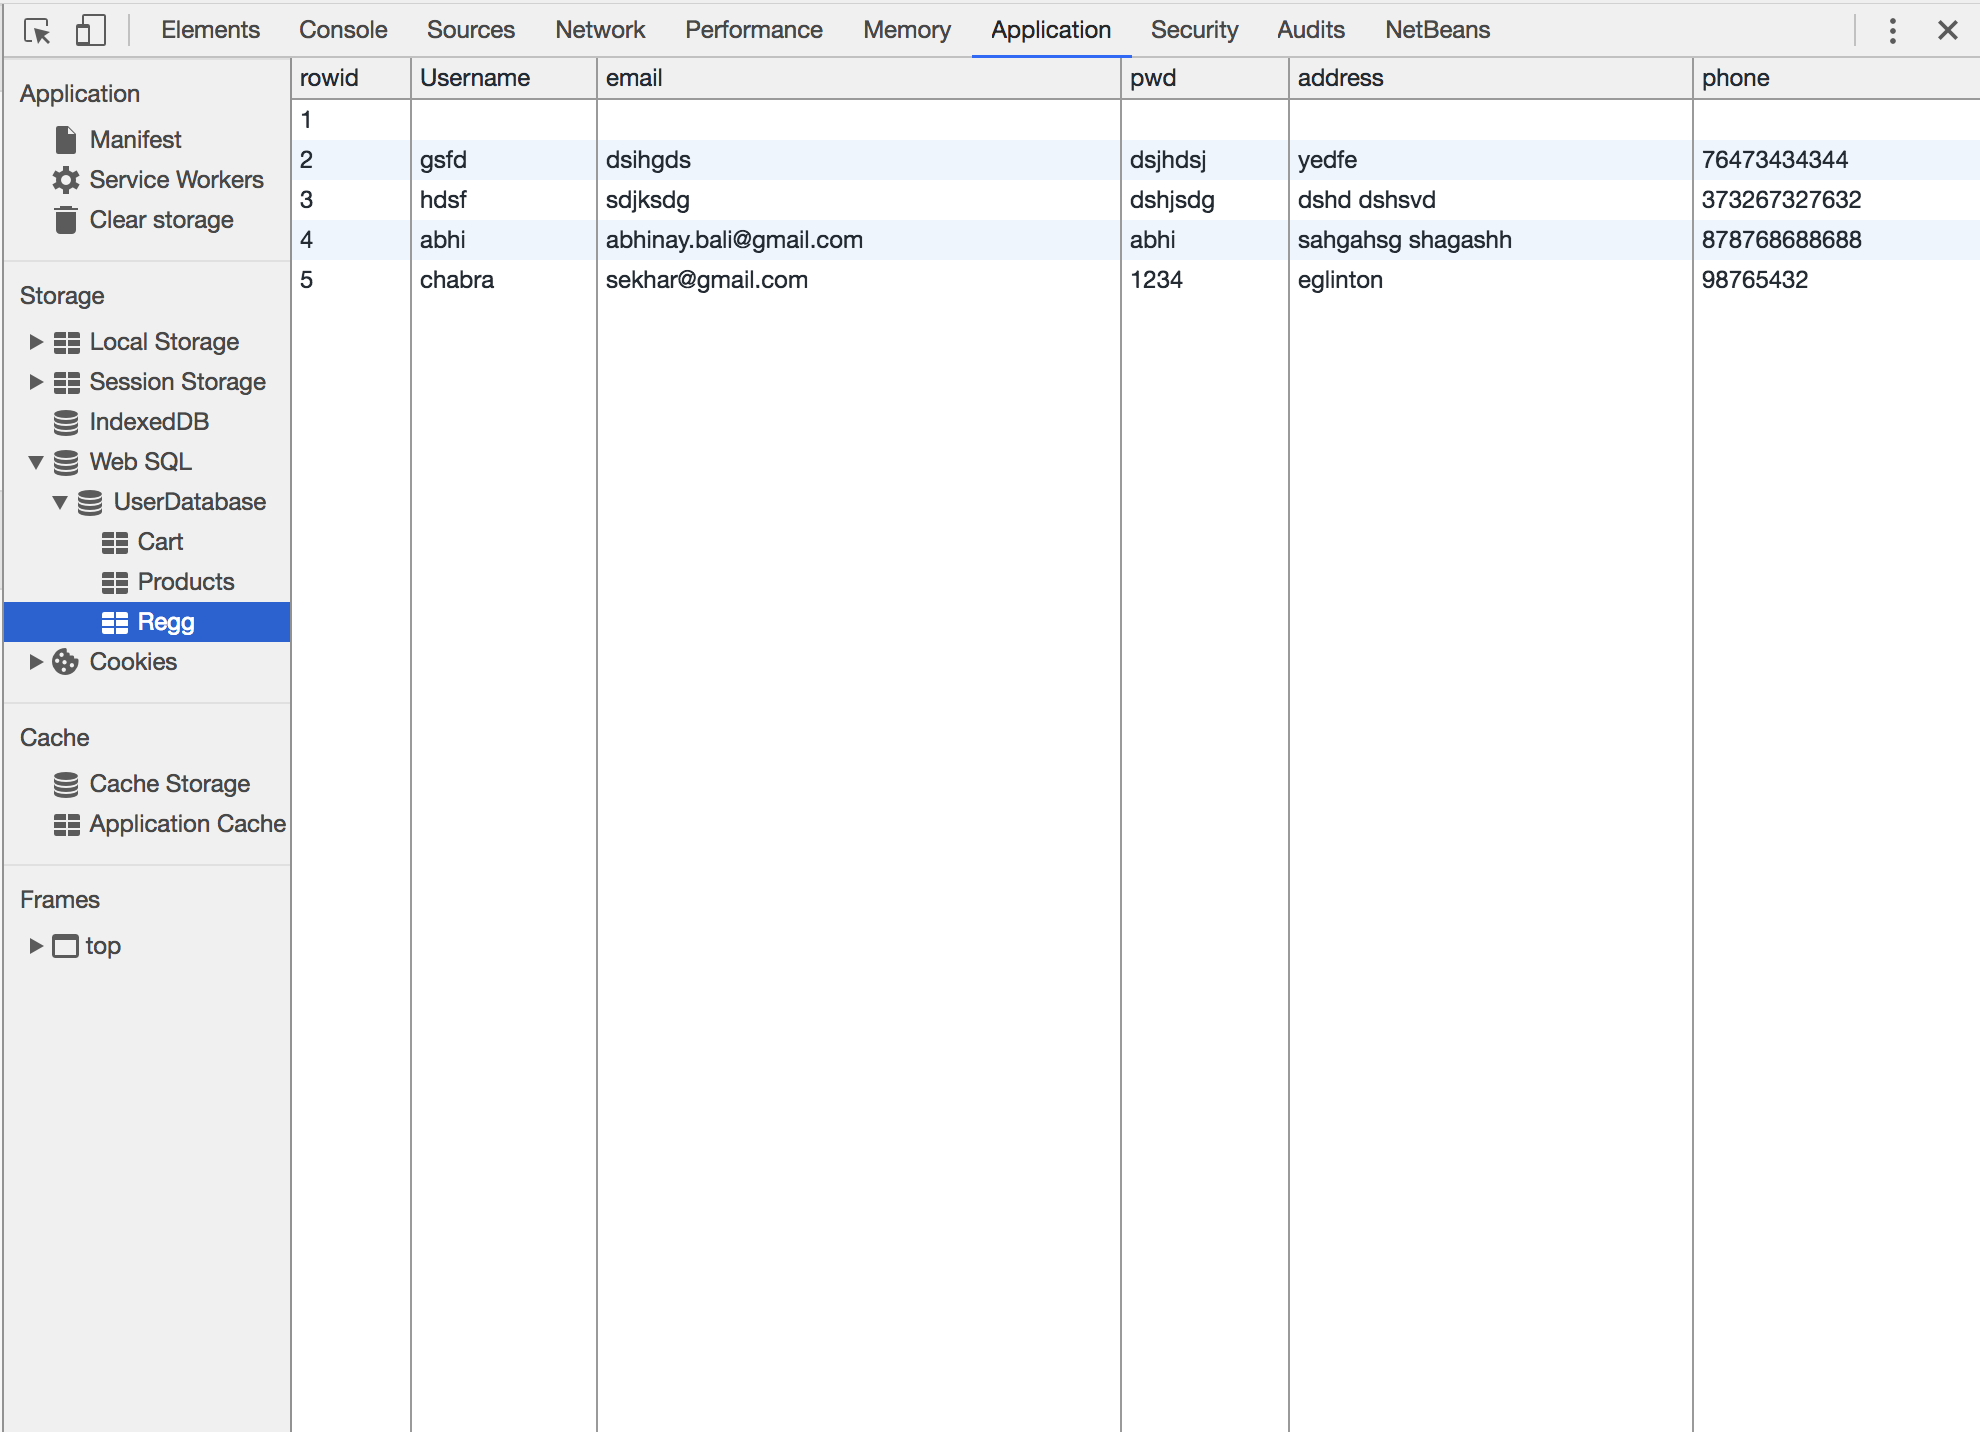 Elements Console Sources Network Performance Memory Application Security Audits NetBeans
Application
Manifest
Service Workers
Clear storage
Storage
Local Storage
Session Storage
IndexedDB
Web SQL
UserDatabase
Cart
Products
Regg
Cookies
Cache
Cache Storage
Application Cache
Frames
top
rowid Username email pwd address phone
1
2 gsfd dsihgds dsjhdsj yedfe 76473434344
3 hdsf sdjksdg dshjsdg dshd dshsvd 373267327632
4 abhi abhinay.bali@gmail.com abhi sahgahsg shagashh 878768688688
5 chabra sekhar@gmail.com 1234 eglinton 98765432